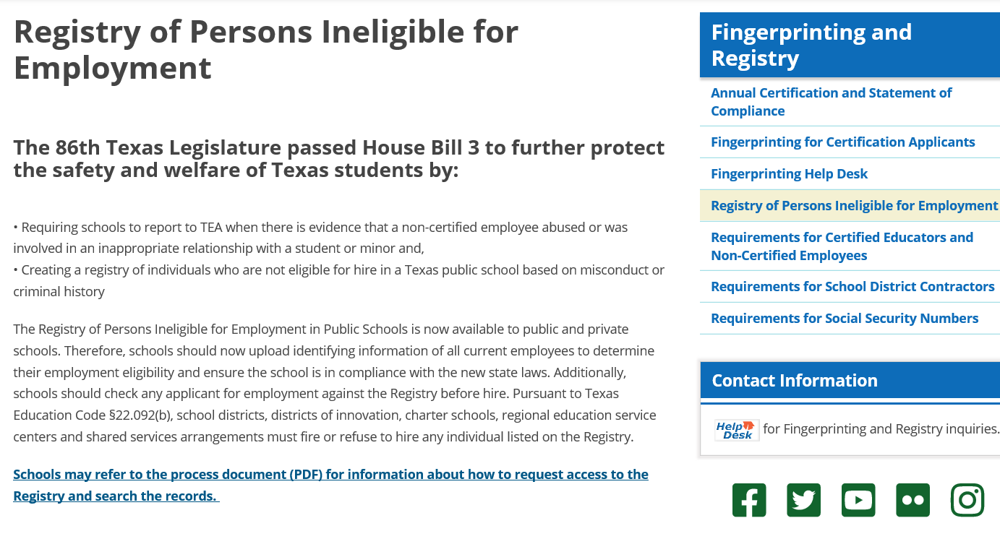 Registry of Persons Ineligible for
Employment
The 86th Texas Legislature passed House Bill 3 to further protect
the safety and welfare of Texas students by:
• Requiring schools to report to TEA when there is evidence that a non-certified employee abused or was
involved in an inappropriate relationship with a student or minor and,
• Creating a registry of individuals who are not eligible for hire in a Texas public school based on misconduct or
criminal history
The Registry of Persons Ineligible for Employment in Public Schools is now available to public and private
schools. Therefore, schools should now upload identifying information of all current employees to determine
their employment eligibility and ensure the school is in compliance with the new state laws. Additionally,
schools should check any applicant for employment against the Registry before hire. Pursuant to Texas
Education Code §22.092(b), school districts, districts of innovation, charter schools, regional education service
centers and shared services arrangements must fire or refuse to hire any individual listed on the Registry.
Schools may refer to the process document (PDF) for information about how to request access to the
Registry and search the records.
Fingerprinting and
Registry
Annual Certification and Statement of
Compliance
Fingerprinting for Certification Applicants
Fingerprinting Help Desk
Registry of Persons Ineligible for Employment
Requirements for Certified Educators and
Non-Certified Employees
Requirements for School District Contractors
Requirements for Social Security Numbers
Contact Information
Help Desk for Fingerprinting and Registry inquiries.